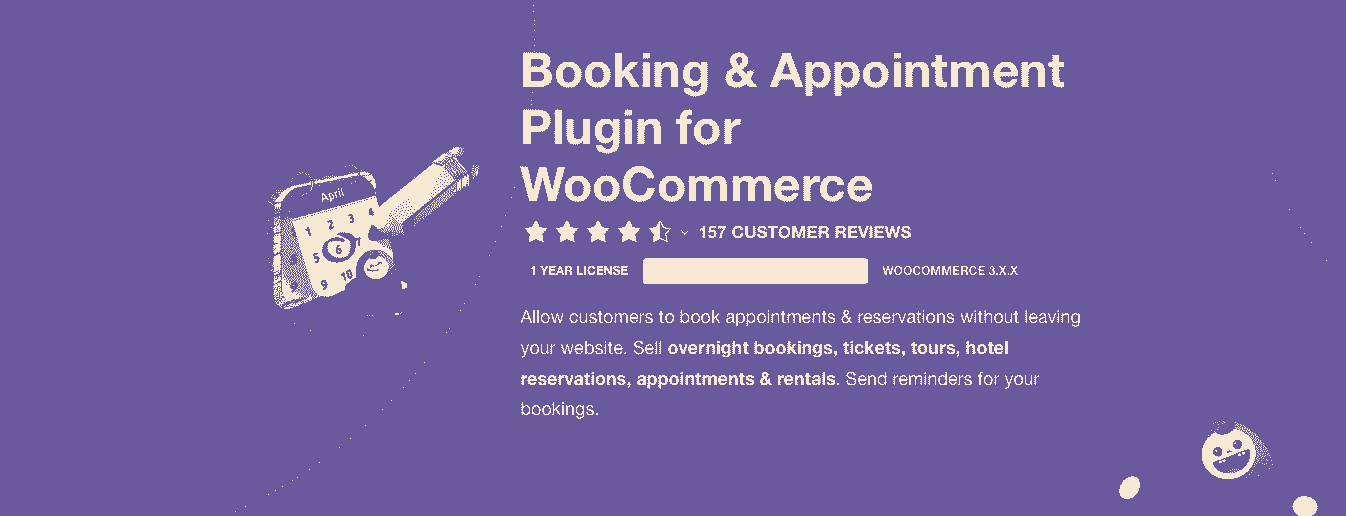 Booking & Appointment
Plugin for
WooCommerce
157 CUSTOMER REVIEWS
1 YEAR LICENSE WOOCOMMERCE 3.X.X
Allow customers to book appointments & reservations without leaving
your website. Sell overnight bookings, tickets, tours, hotel
reservations, appointments & rentals. Send reminders for your
bookings.
April
1 2 3 4
5 6 7
9 10